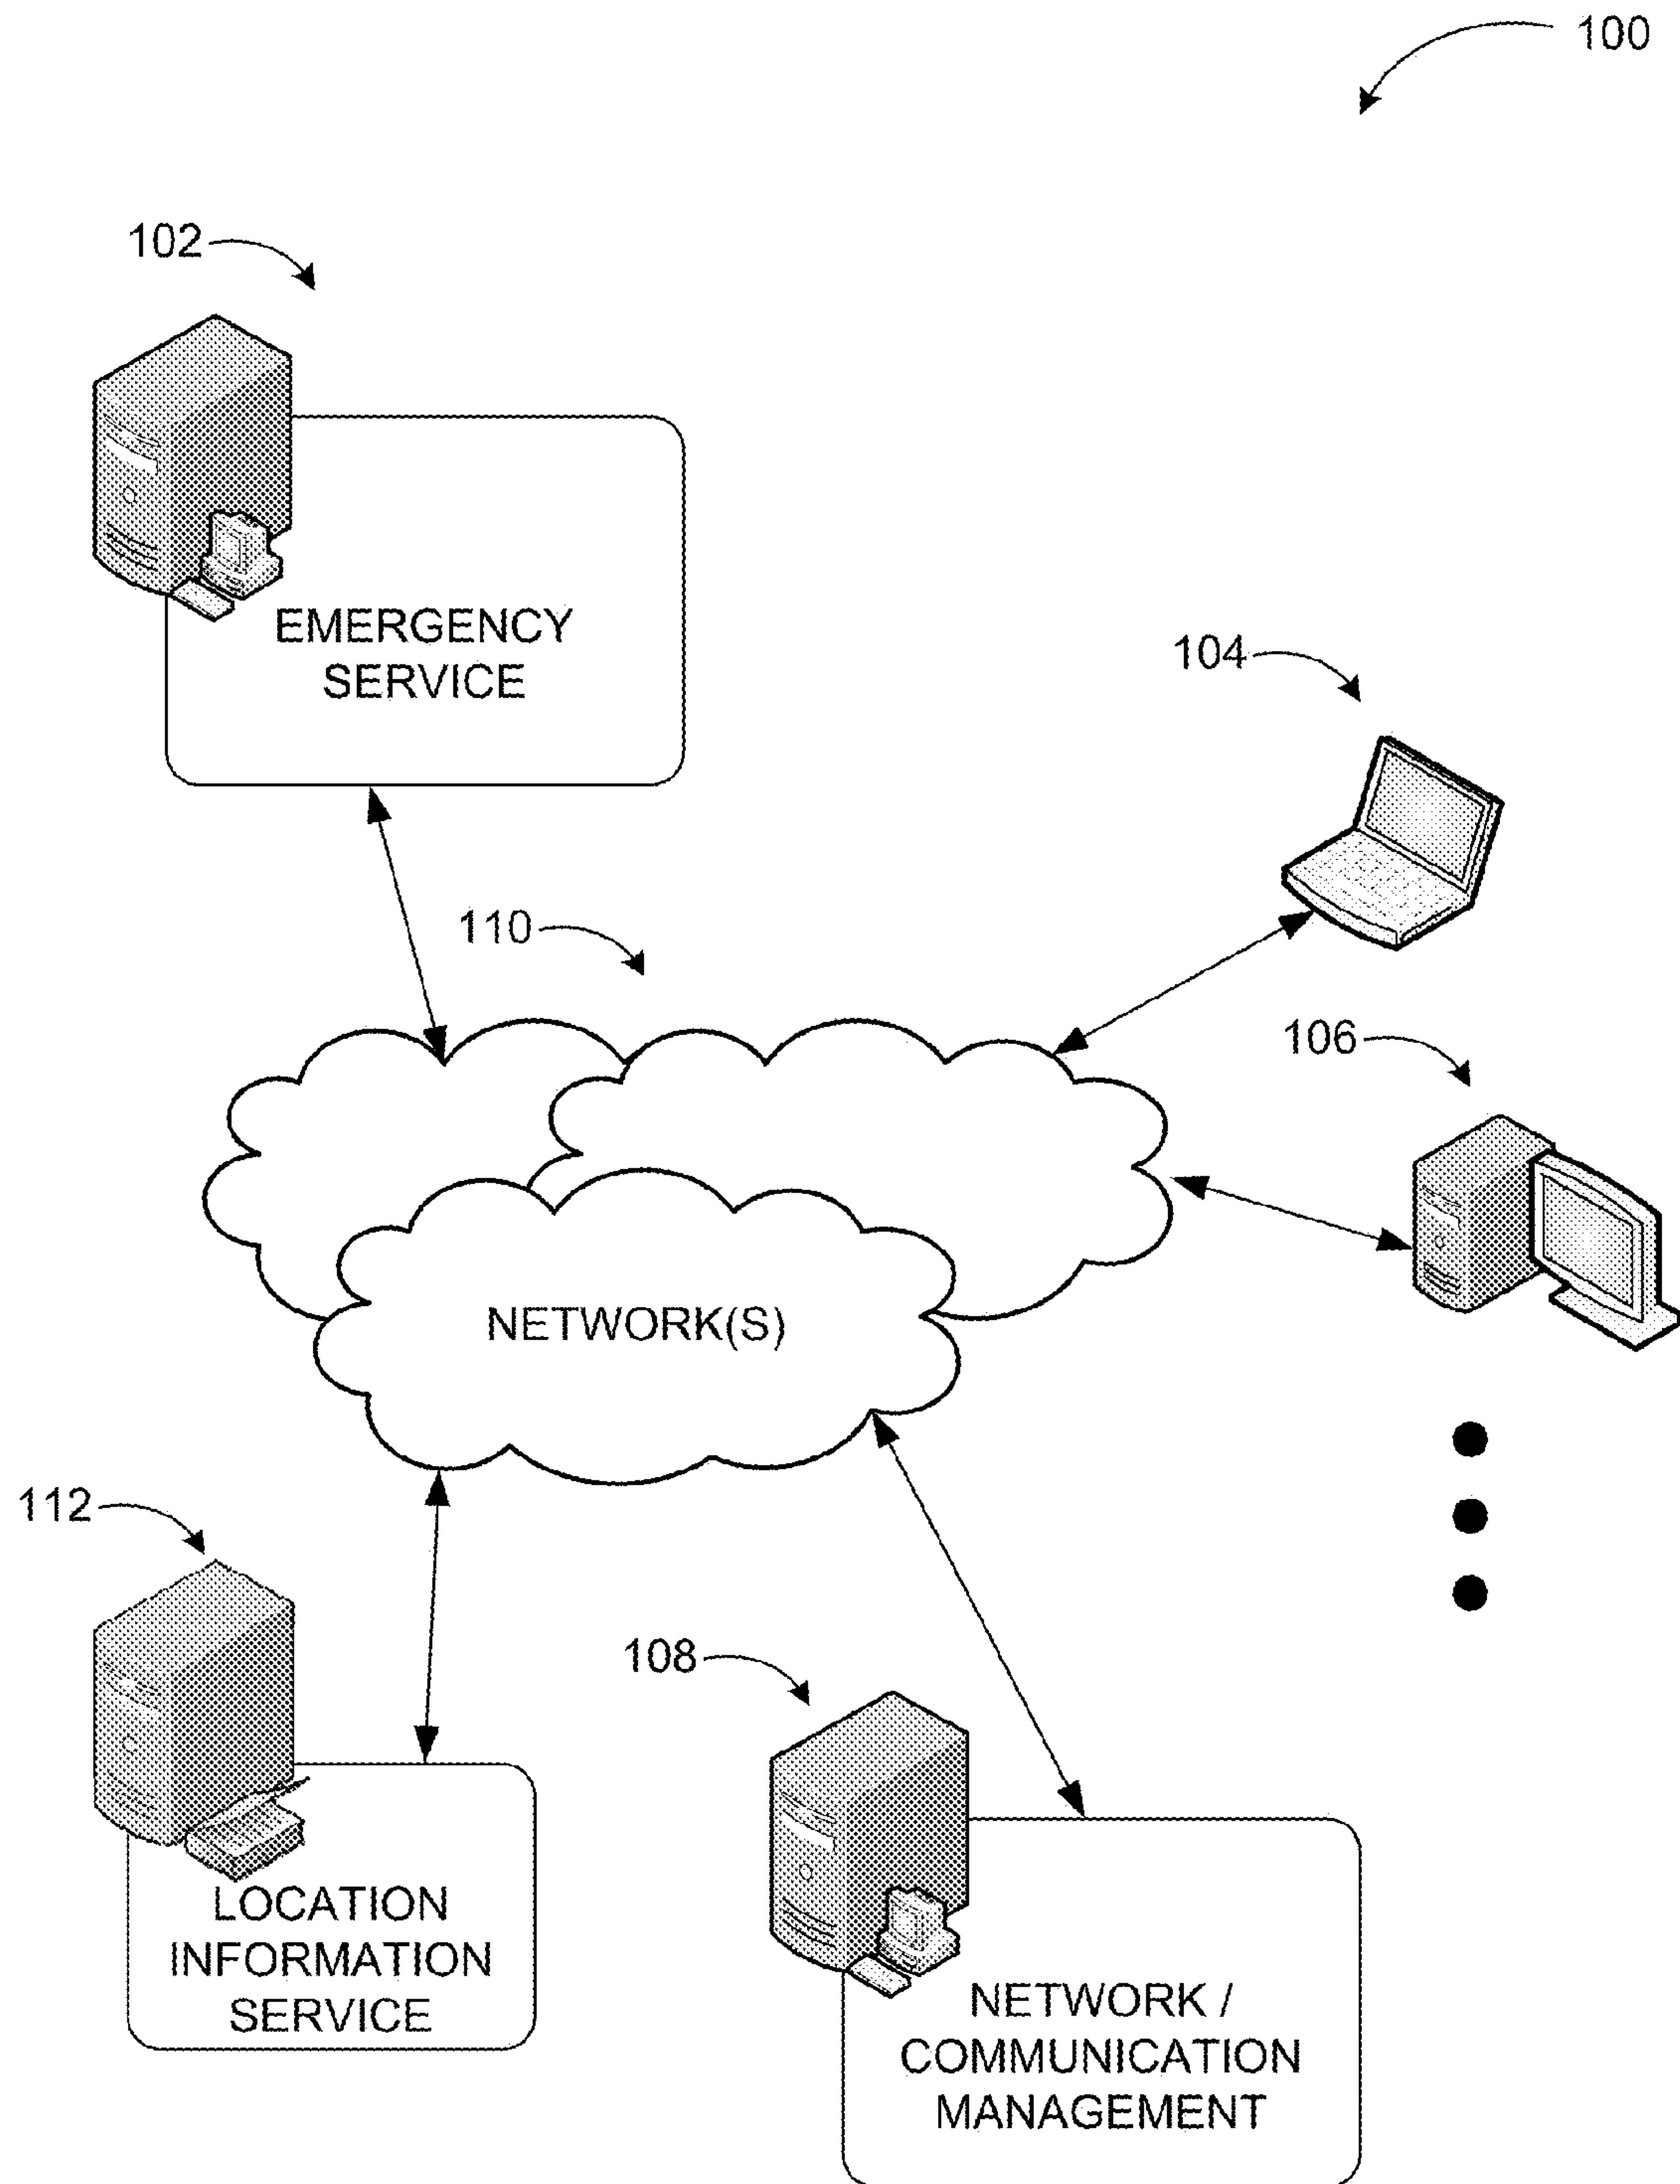 100
102
EMERGENCY
SERVICE
104
110
106
NETWORK(S)
112
108
LOCATION
INFORMATION
SERVICE
NETWORK /
COMMUNICATION
MANAGEMENT